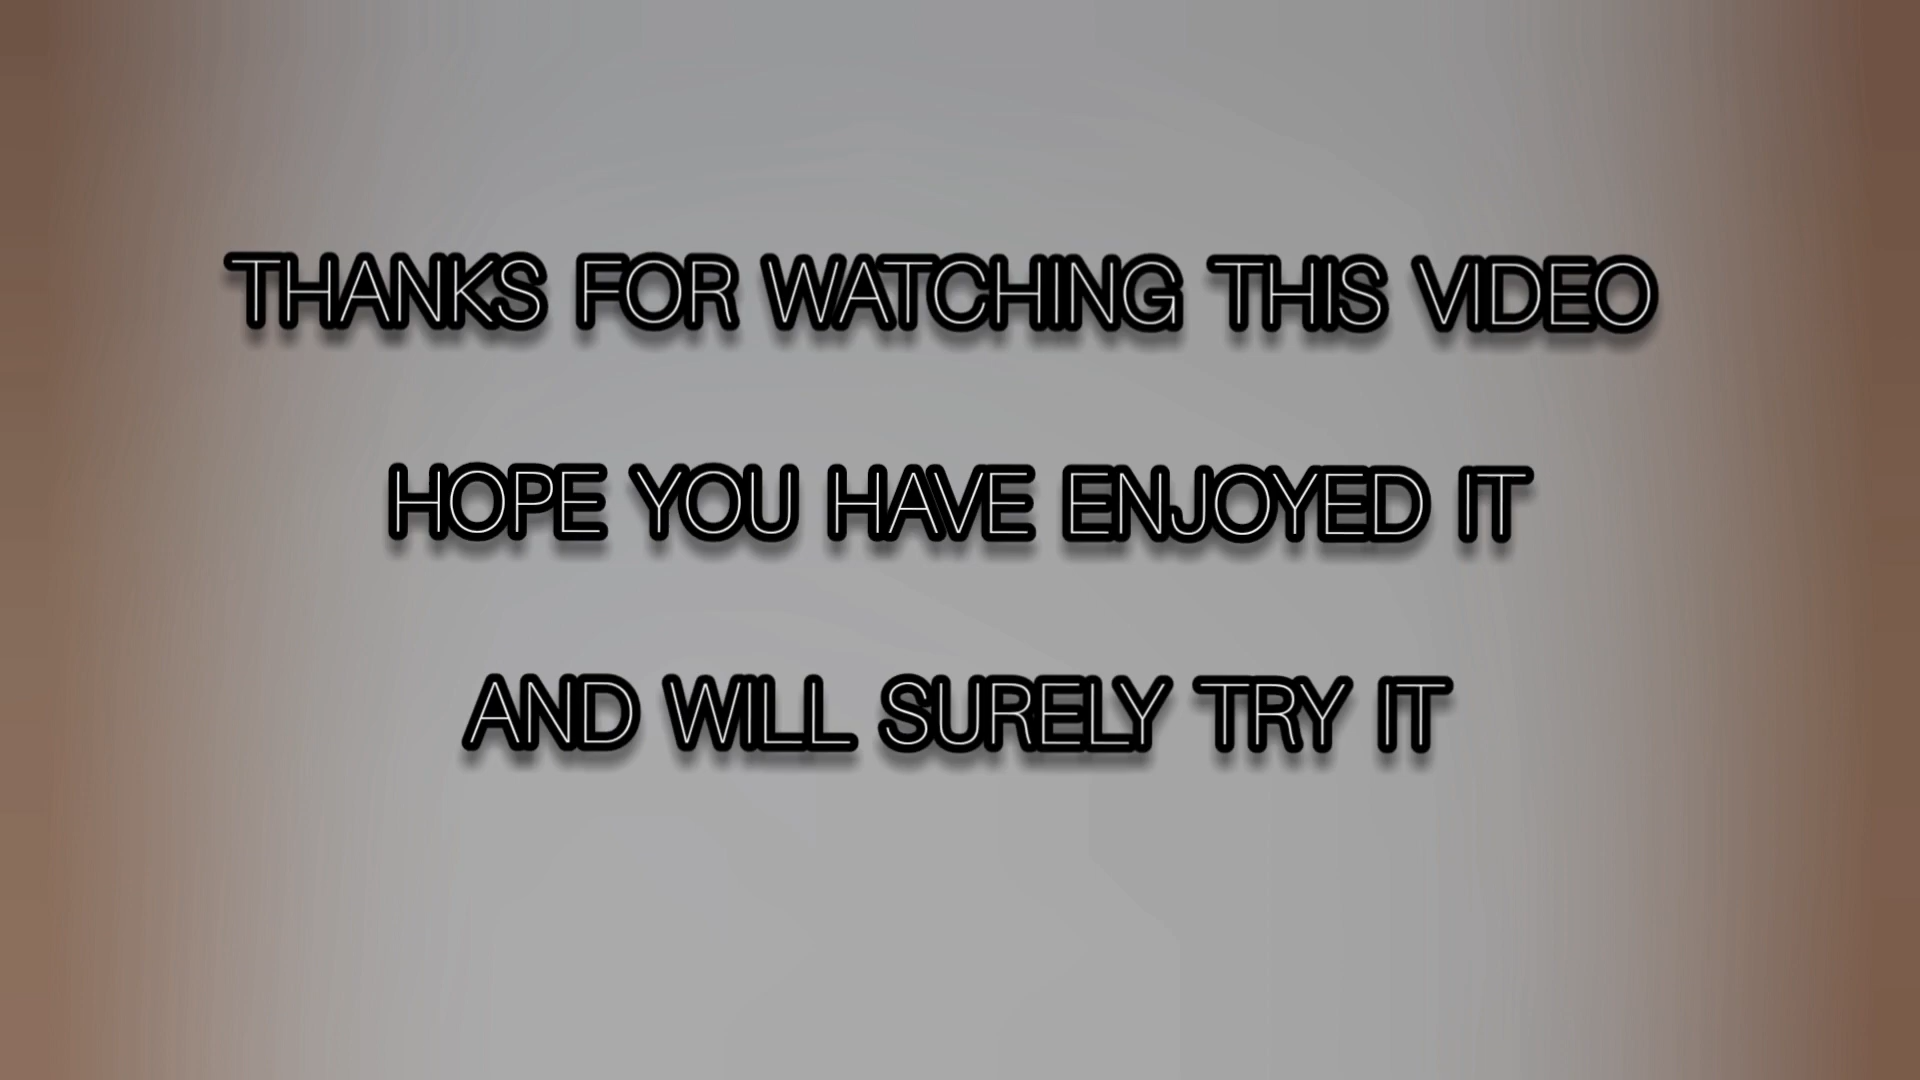 THANKS FOR WATCHING THIS VIDEO
HOPE YOU HAVE ENJOYED IT
AND WILL SURELY TRY IT